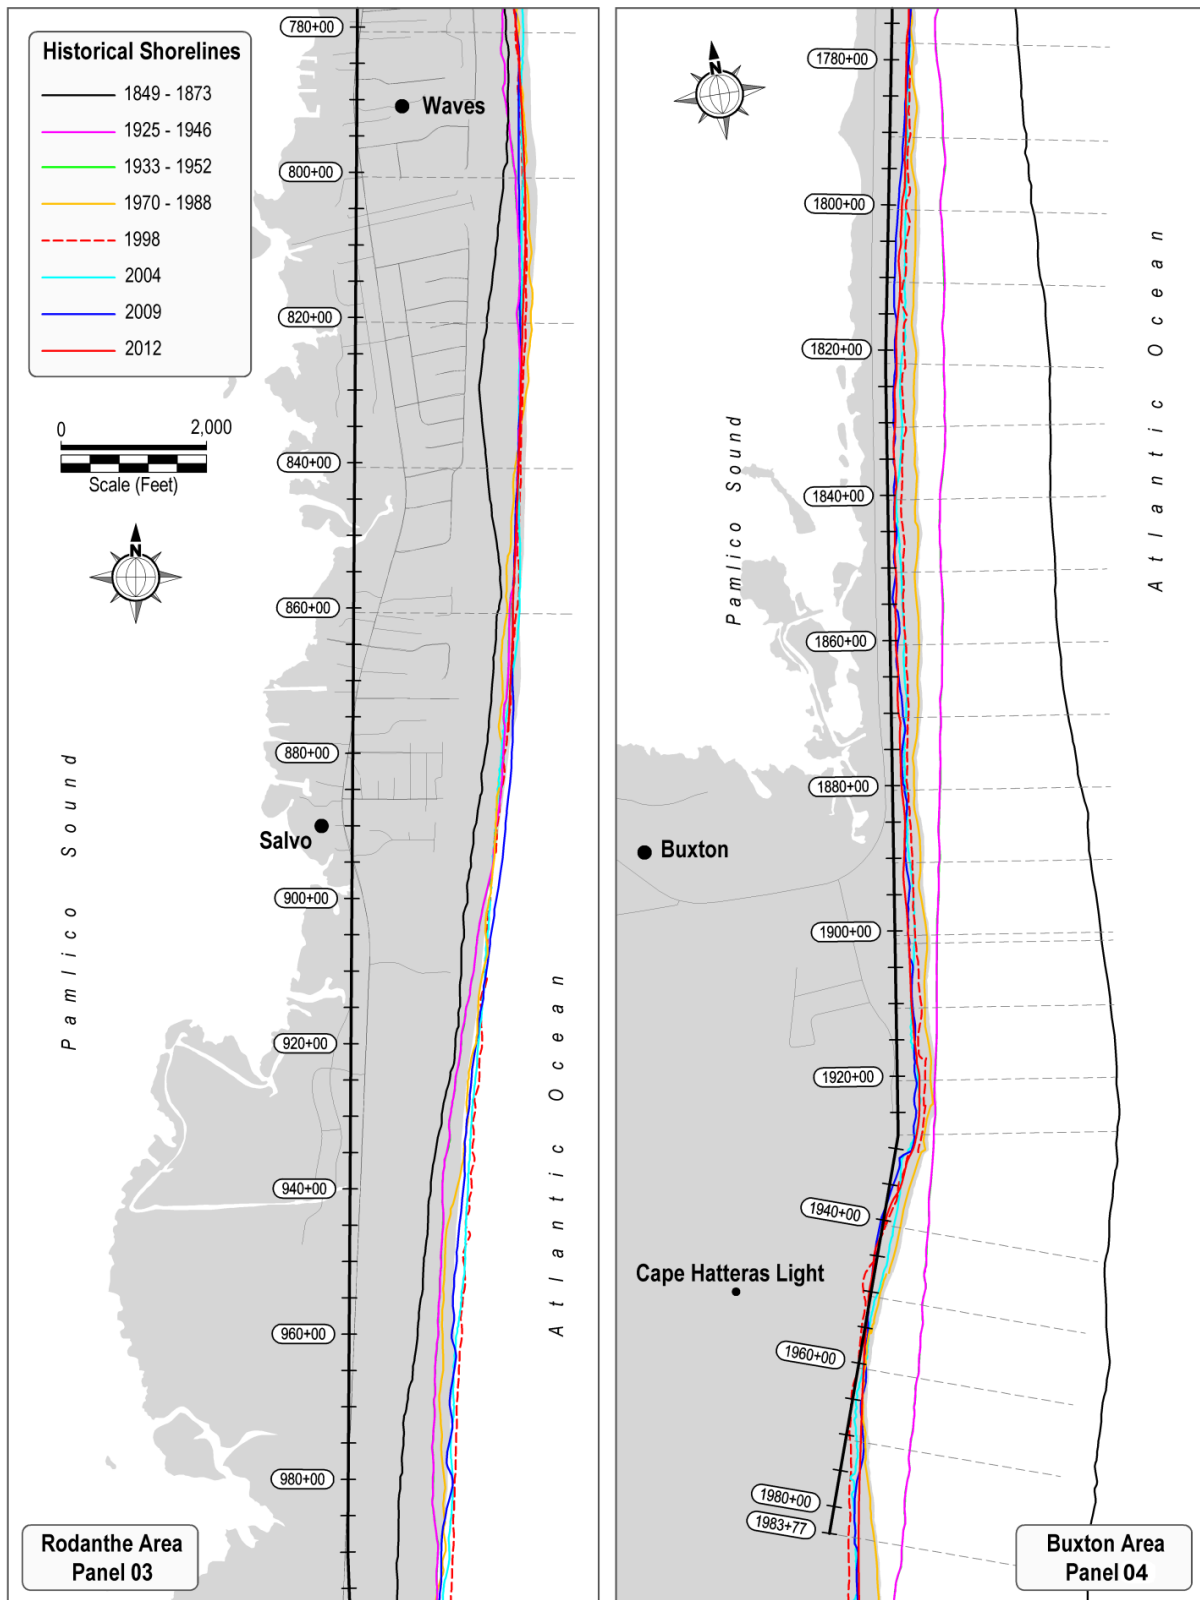 Historical Shorelines
1849 - 1873
1925 - 1946
1933 - 1952
1970 - 1988
1998
2004
2009
2012
0 2,000
Scale (Feet)
N
780+00
Waves
800+00
820+00
840+00
860+00
880+00
Salvo
900+00
920+00
940+00
960+00
980+00
Pamlico Sound
Atlantic Ocean
Rodanthe Area
Panel 03
N
1780+00
1800+00
1820+00
1840+00
1860+00
1880+00
Buxton
1900+00
1920+00
1940+00
Cape Hatteras Light
1960+00
1980+00
1983+77
Pamlico Sound
Atlantic Ocean
Buxton Area
Panel 04